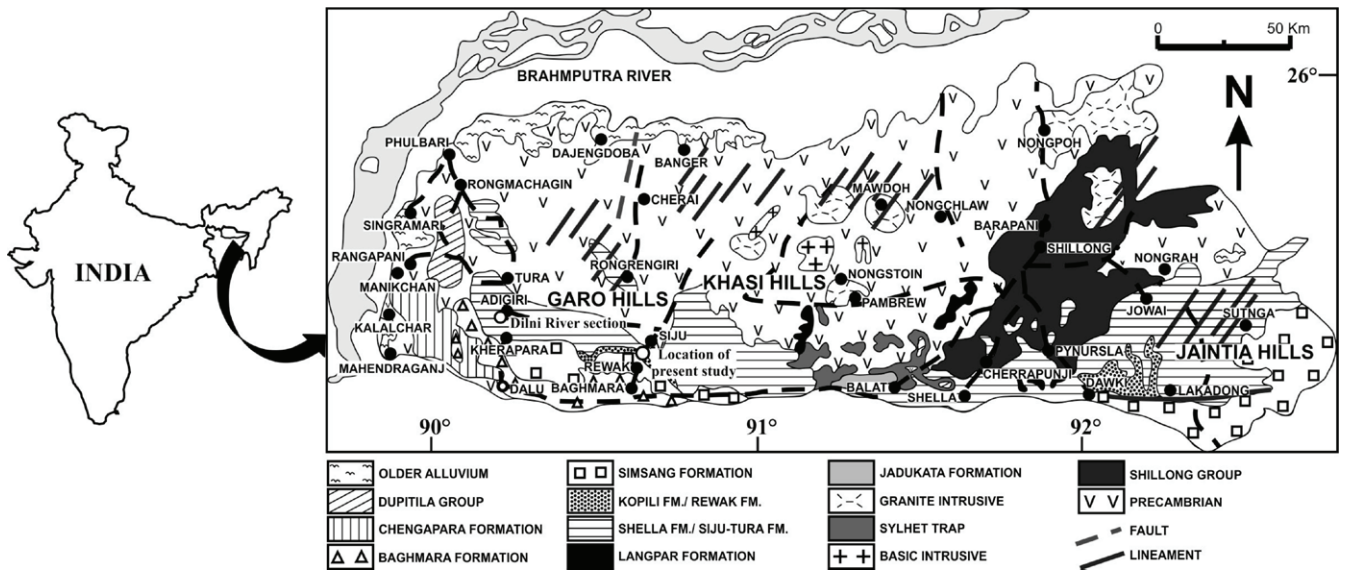 0
50 Km
BRAHMPUTRA RIVER
26°
N
PHULBARI
DAJENGDOBA
BANGER
NONGPOH
RONGMACHAGIN
CHERAI
MAWDOH
NONGCHLAW
SINGRAMARI
BARAPANI
SHILLONG
INDIA
RANGAPANI
TURA
RONGRENGIRI
KHASI HILLS
NONGSTOIN
NONGRAH
MANIKCHAN
ADIGIRI
GARO HILLS
PAMBREW
JOWAI
SUTNGA
KALALCHAR
Dilni River section
SIJU
KHERAPARA
Location of
present study
PYNURSLA
JAINTIA HILLS
MAHENDRAGANJ
REWAK
CHERRAPUNJI
DALU
BAGHMARA
BALAT
SHELLA
DAWKI
LAKADONG
90°
91°
92°
OLDER ALLUVIUM
SIMSANG FORMATION
JADUKATA FORMATION
SHILLONG GROUP
DUPITILA GROUP
KOPILI FM./ REWAK FM.
GRANITE INTRUSIVE
PRECAMBRIAN
CHENGAPARA FORMATION
SHELLA FM./ SIJU-TURA FM.
SYLHET TRAP
FAULT
BAGHMARA FORMATION
LANGPAR FORMATION
BASIC INTRUSIVE
LINEAMENT